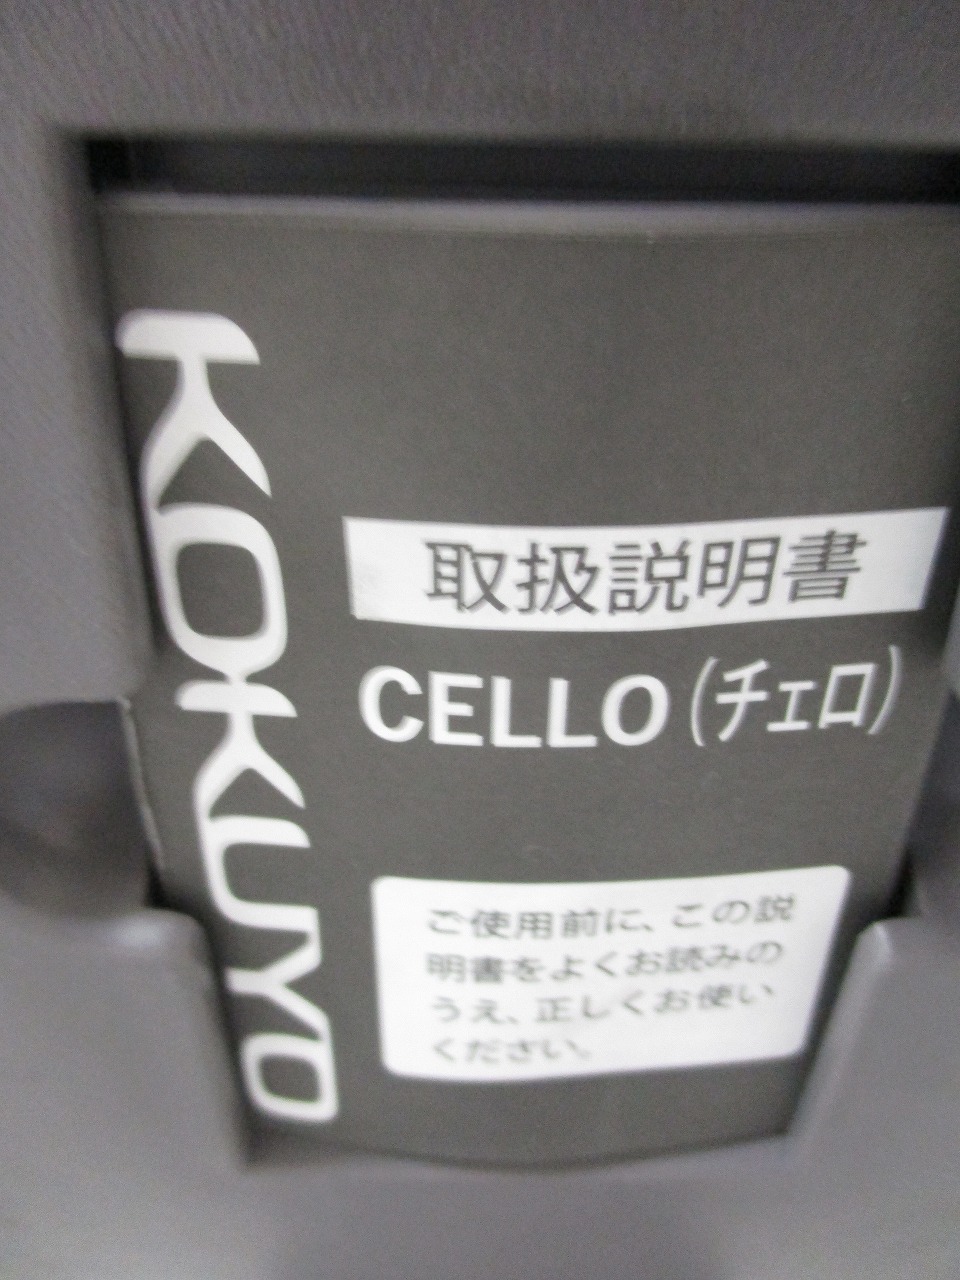 KOKUYO
取扱説明書
CELLO(チェロ)
ご使用前に、この説
明書をよくお読みの
うえ、正しくお使い
ください。